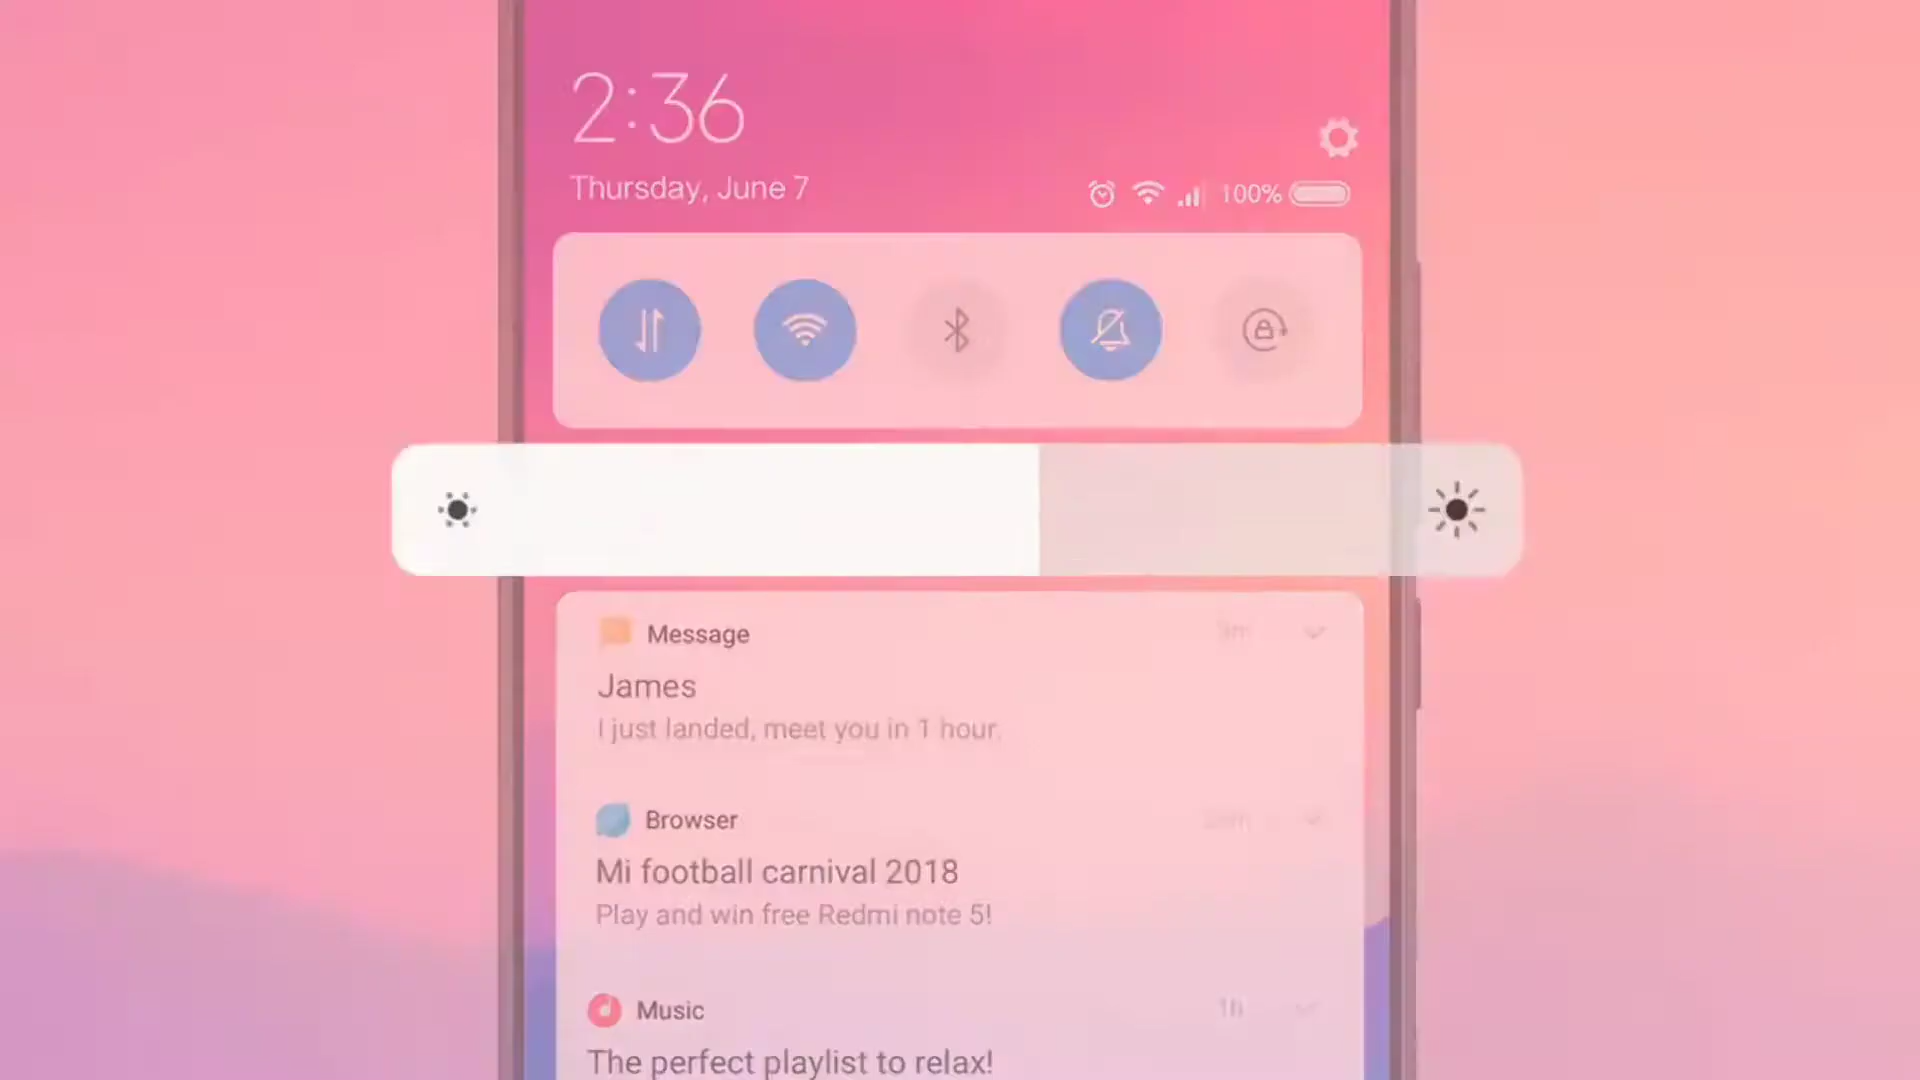 2:36
Thursday, June 7
100%
Message
James
I just landed, meet you in 1 hour.
Browser
Mi football carnival 2018
Play and win free Redmi note 5!
Music
1h
The perfect playlist to relax!